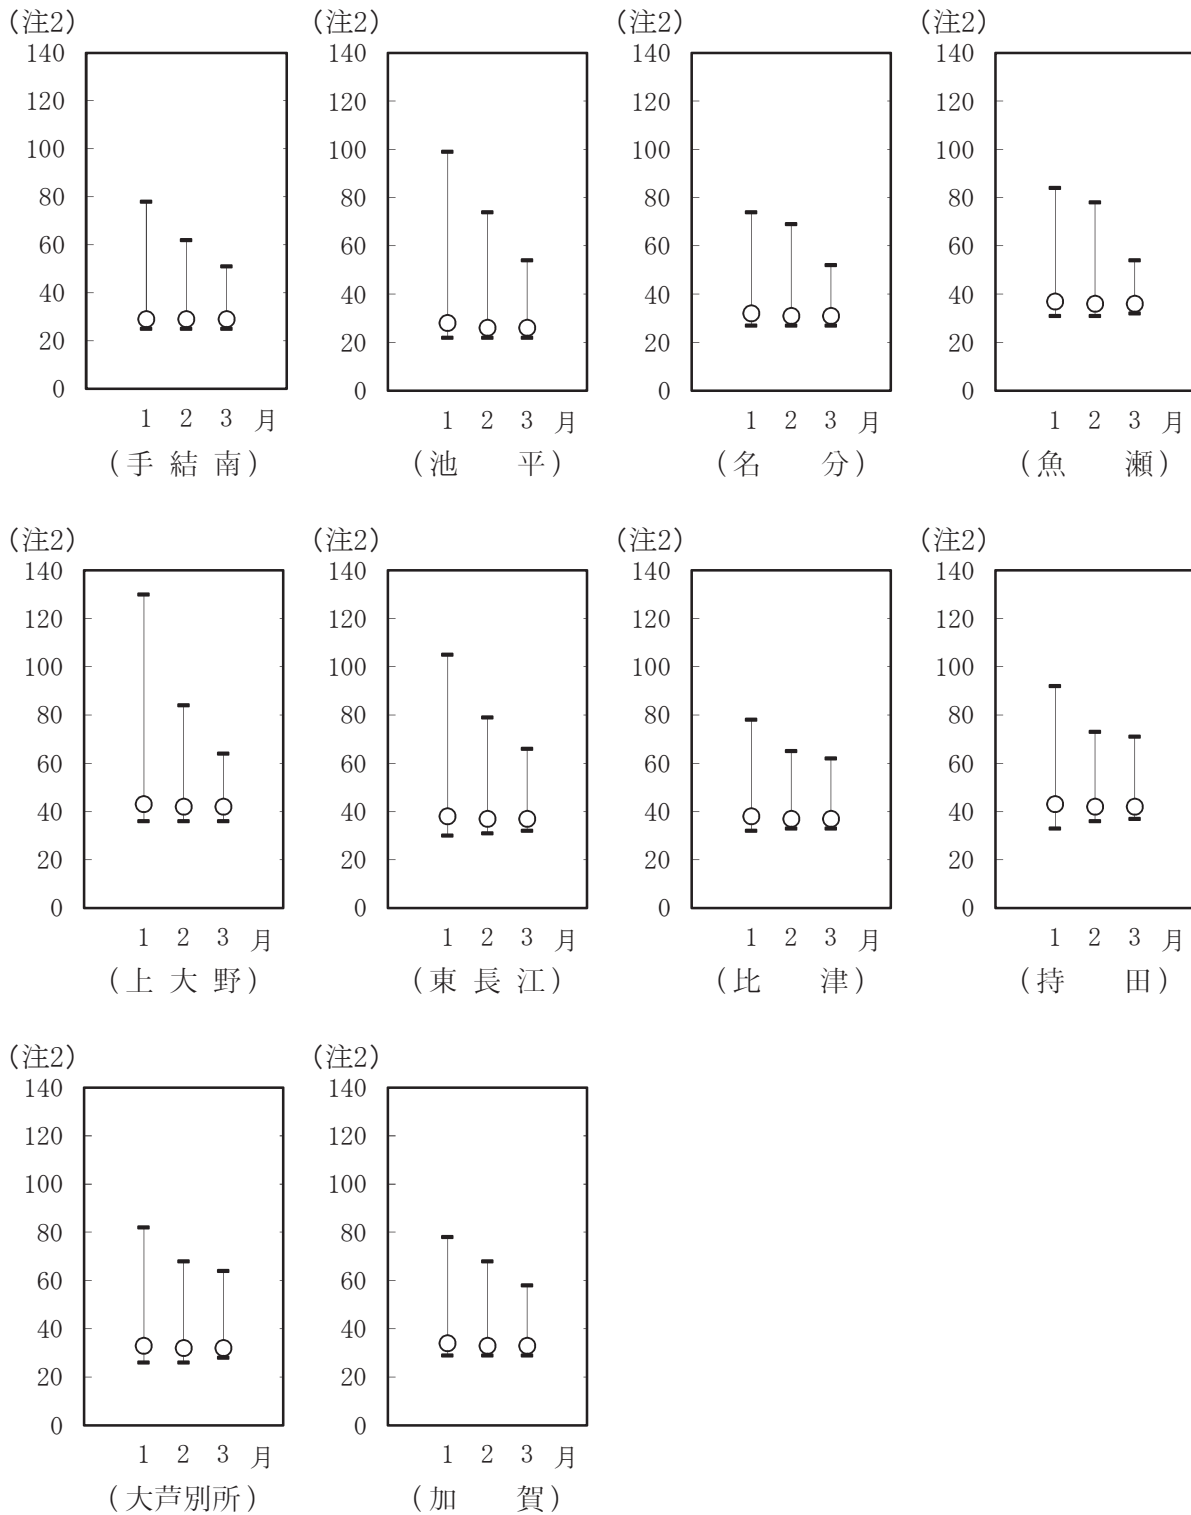 (注2) (注2) (注2) (注2)
140 140 140 140
120 120 120 120
100 100 100 100
80 80 80 80
60 60 60 60
40 40 40 40
20 20 20 20
0 0 0 0
1 2 3 月 1 2 3 月 1 2 3 月 1 2 3 月
(手結南) (池平) (名分) (魚瀬)
(注2) (注2) (注2) (注2)
140 140 140 140
120 120 120 120
100 100 100 100
80 80 80 80
60 60 60 60
40 40 40 40
20 20 20 20
0 0 0 0
1 2 3 月 1 2 3 月 1 2 3 月 1 2 3 月
(上大野) (東長江) (比津) (持田)
(注2) (注2)
140 140
120 120
100 100
80 80
60 60
40 40
20 20
0 0
1 2 3 月 1 2 3 月
(大芦別所) (加賀)